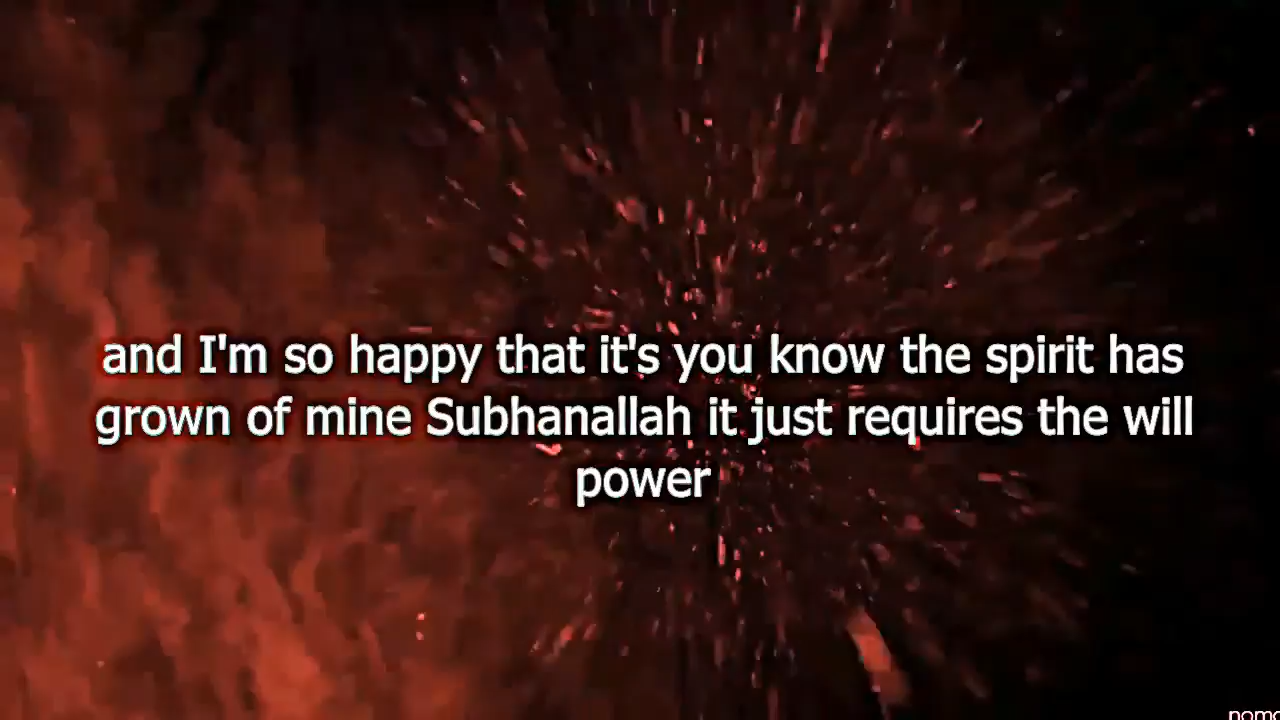 and I'm so happy that it's you know the spirit has
grown of mine Subhanallah it just requires the will
power